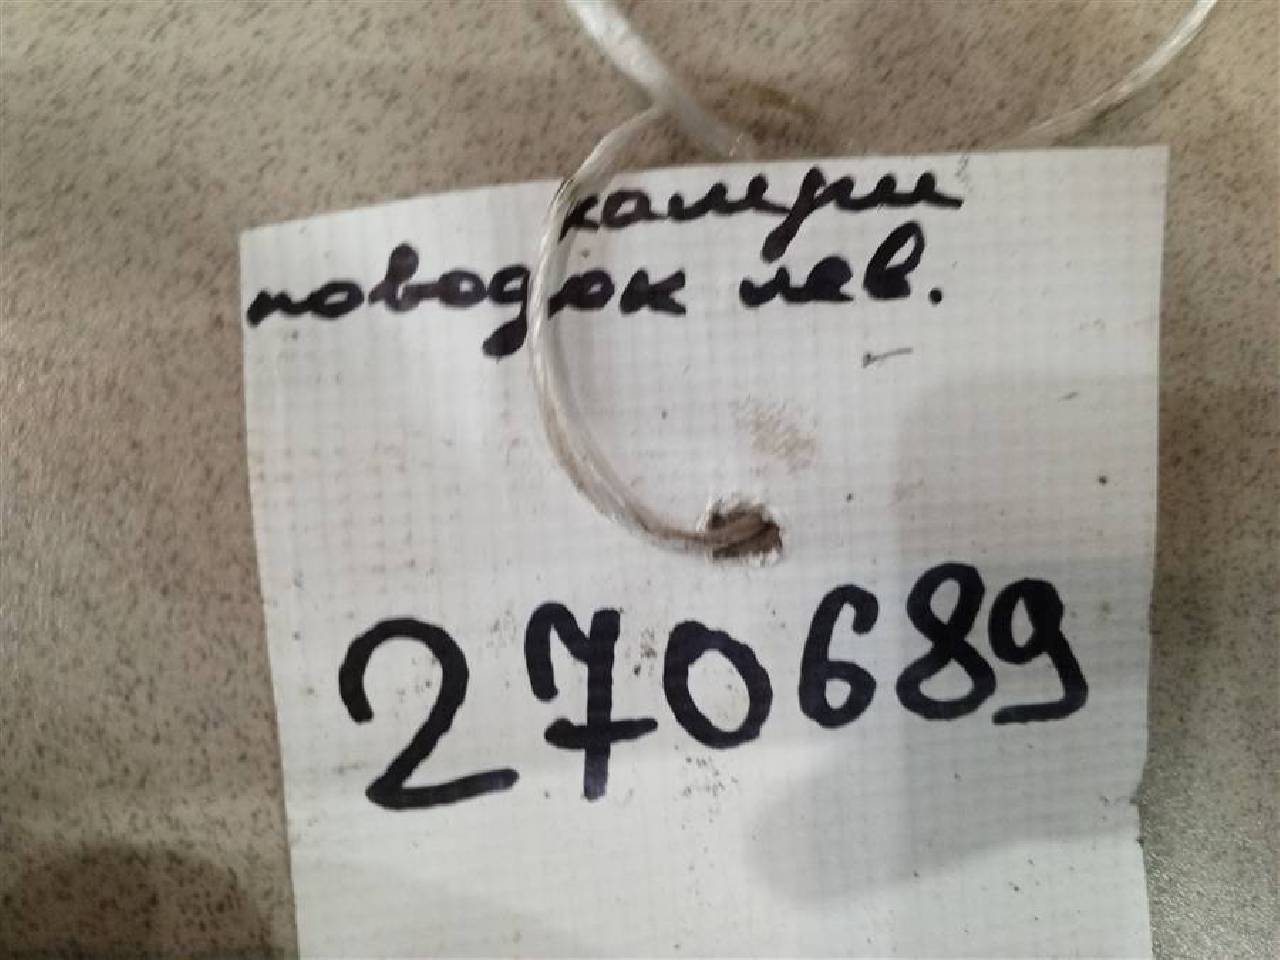 камри
поводок лев.
270689